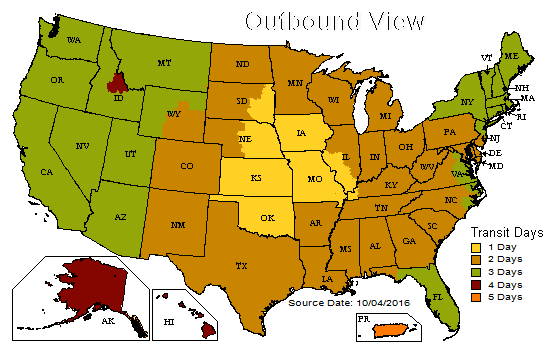 Outbound View
WA
MT
ND
MN
VT
ME
OR
ID
SD
WI
MI
NY
NH
MA
RI
CT
WY
NE
IA
IL
IN
OH
PA
NJ
DE
MD
NV
UT
CO
KS
MO
KY
WV
VA
CA
AZ
NM
OK
AR
TN
NC
SC
TX
LA
MS
AL
GA
FL
AK
HI
PR
Transit Days
1 Day
2 Days
3 Days
4 Days
5 Days
Source Date: 10/04/2016